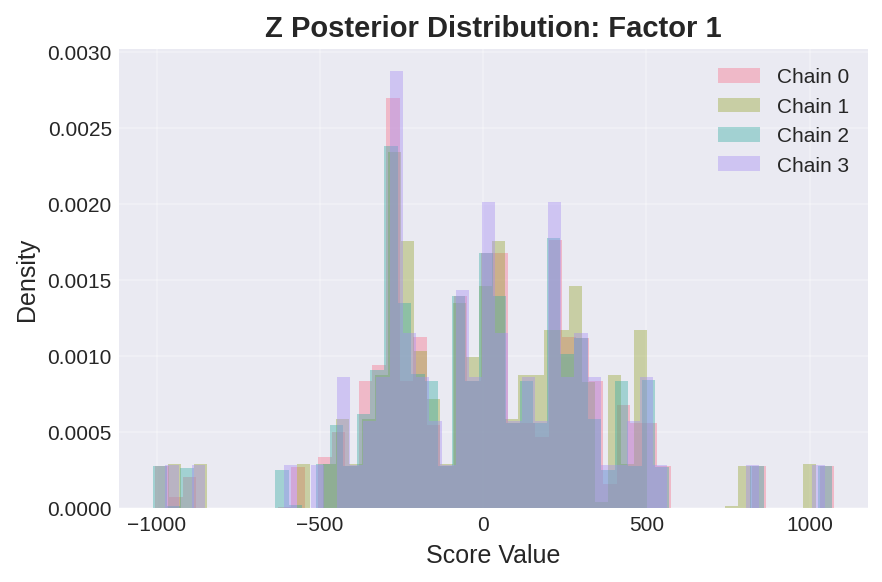 Z Posterior Distribution: Factor 1
Chain 0
Chain 1
Chain 2
Chain 3
0.0030
0.0025
0.0020
0.0015
0.0010
0.0005
0.0000
Density
−1000
−500
0
500
1000
Score Value